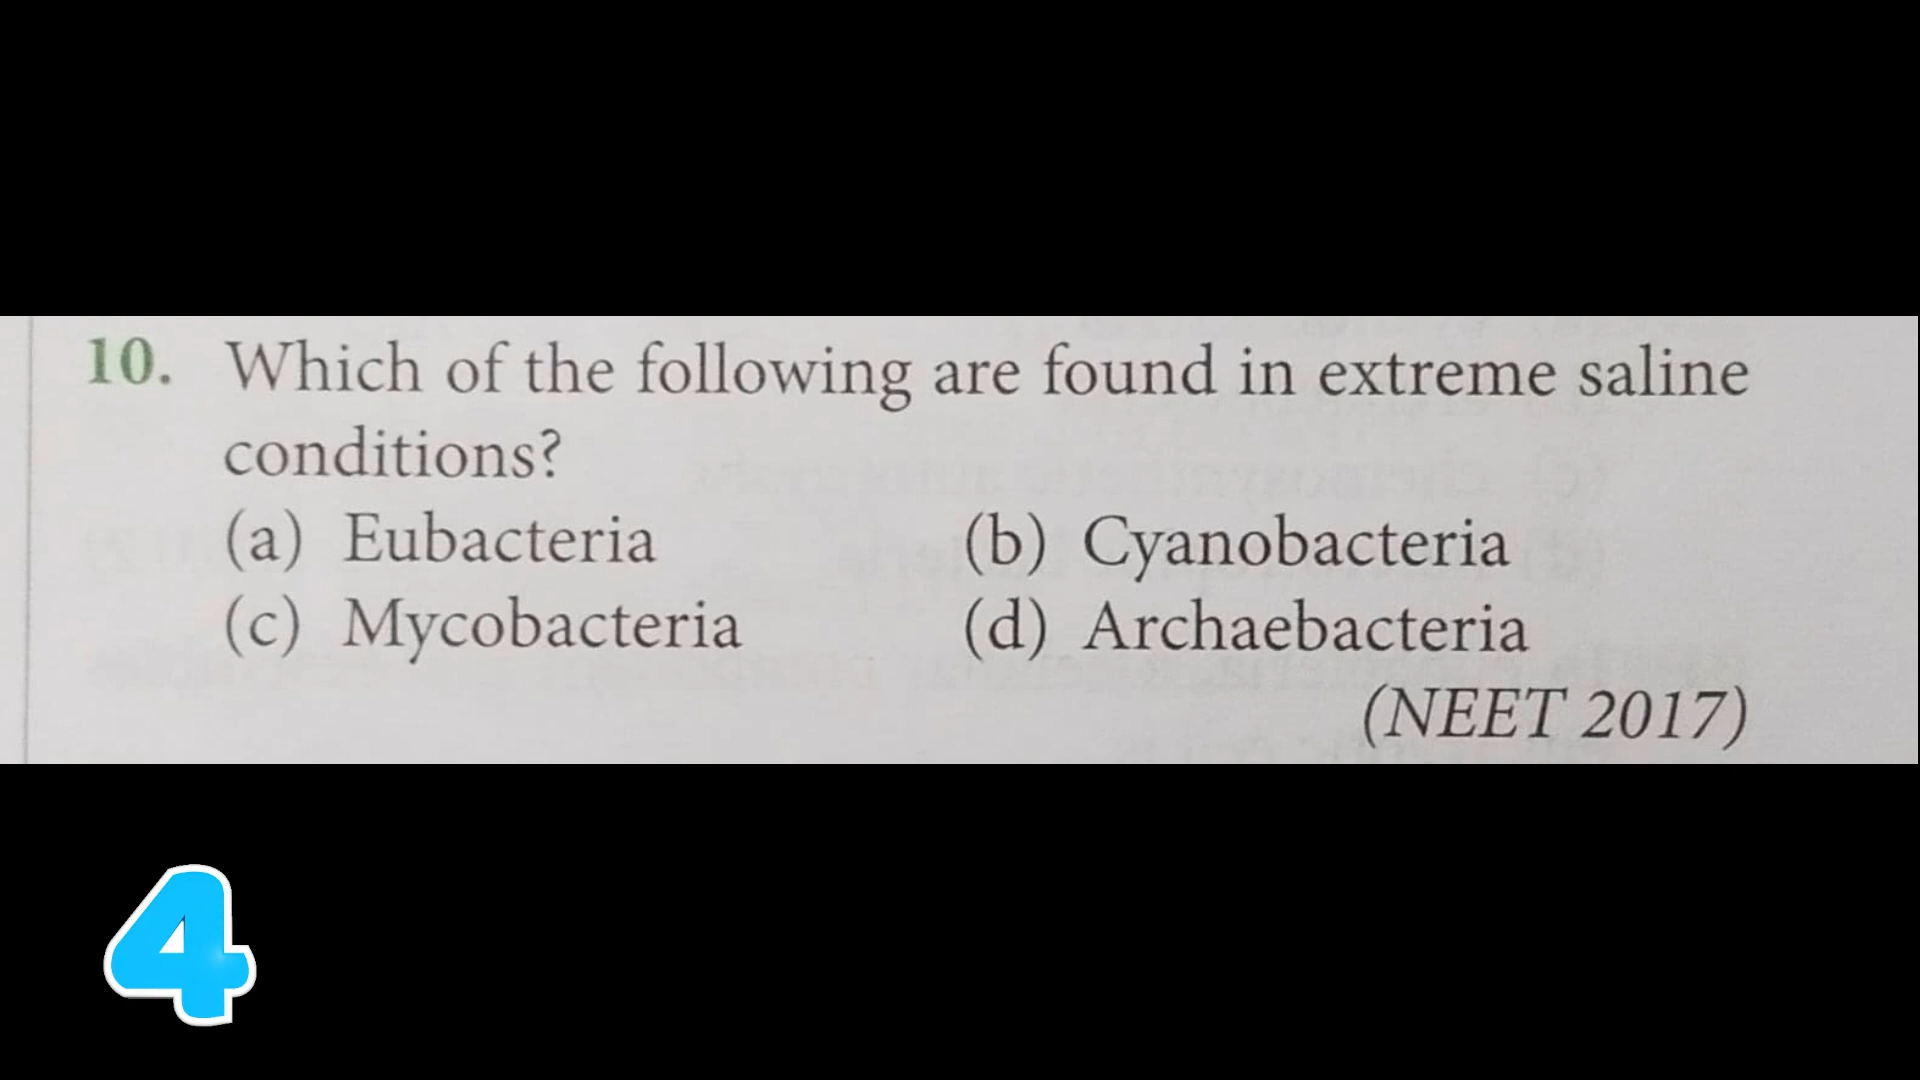 10. Which of the following are found in extreme saline
conditions?
(a) Eubacteria (b) Cyanobacteria
(c) Mycobacteria (d) Archaebacteria
(NEET 2017)
4